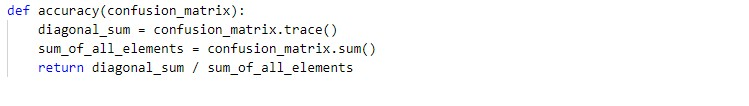 def accuracy(confusion_matrix):
    diagonal_sum = confusion_matrix.trace()
    sum_of_all_elements = confusion_matrix.sum()
    return diagonal_sum / sum_of_all_elements